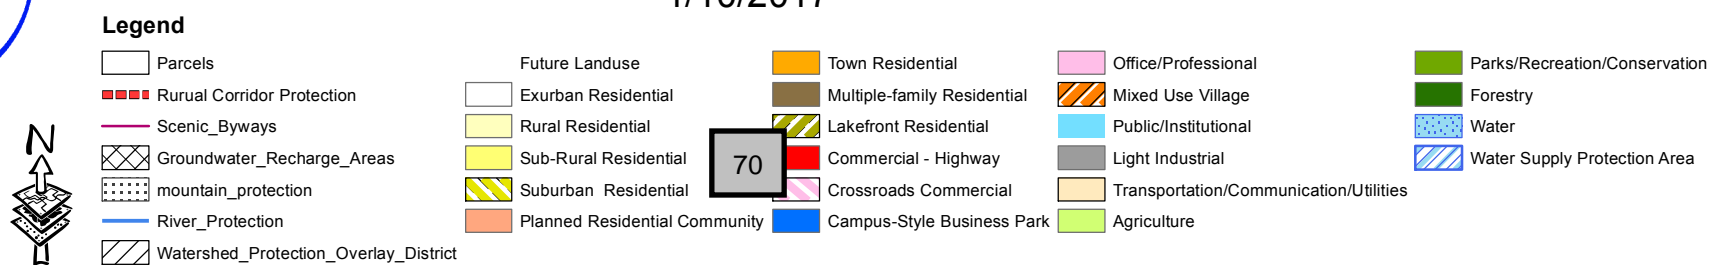 Legend
Parcels
Rurual Corridor Protection
Scenic_Byways
Groundwater_Recharge_Areas
mountain_protection
River_Protection
Watershed_Protection_Overlay_District
Future Landuse
Exurban Residential
Rural Residential
Sub-Rural Residential
Suburban Residential
Planned Residential Community
70
Town Residential
Multiple-family Residential
Lakefront Residential
Commercial - Highway
Crossroads Commercial
Campus-Style Business Park
Office/Professional
Mixed Use Village
Public/Institutional
Light Industrial
Transportation/Communication/Utilities
Agriculture
Parks/Recreation/Conservation
Forestry
Water
Water Supply Protection Area
N